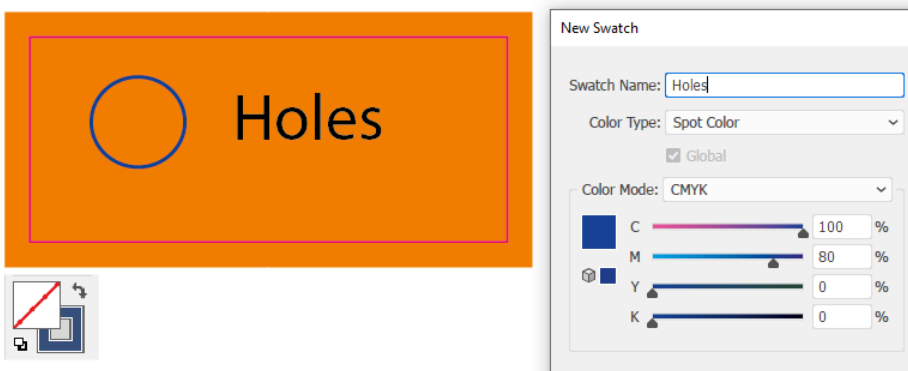 Holes
New Swatch
Swatch Name: Holes
Color Type: Spot Color
Global
Color Mode: CMYK
C 100 %
M 80 %
Y 0 %
K 0 %